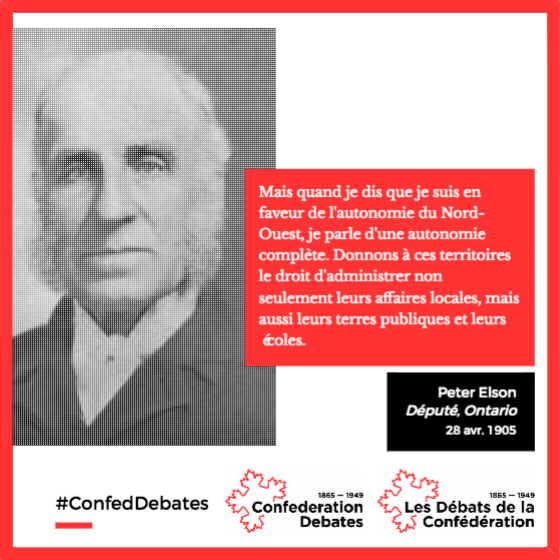 Mais quand je dis que je suis en
faveur de l'autonomie du Nord-
Ouest, je parle d'une autonomie
complète. Donnons à ces territoires
le droit d'administrer non
seulement leurs affaires locales, mais
aussi leurs terres publiques et leurs
écoles.
Peter Elson
Député, Ontario
28 avr. 1905
#ConfedDebates
1865 — 1949
Confederation
Debates
1865 — 1949
Les Débats de la
Confédération